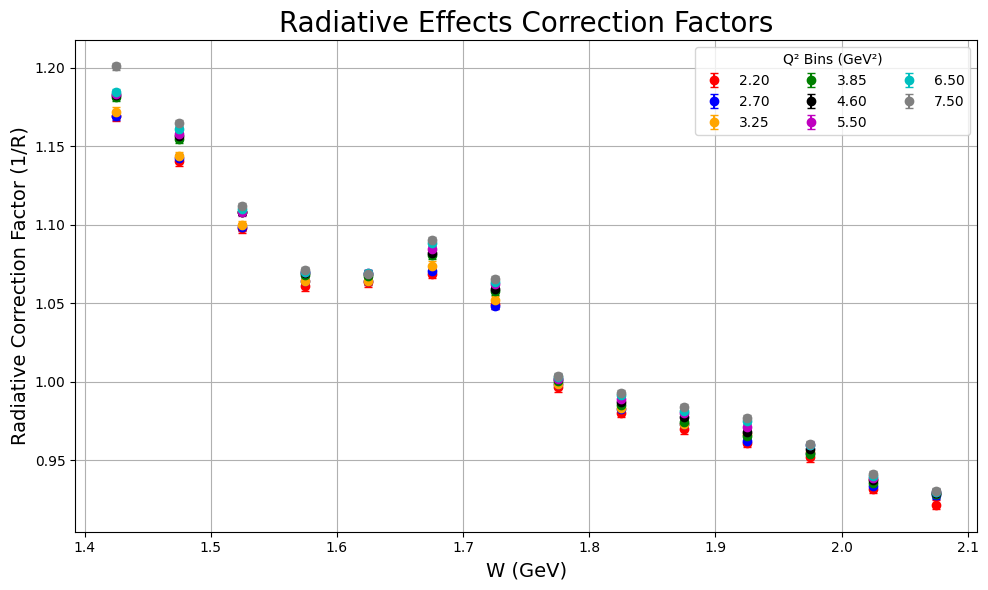 Radiative Effects Correction Factors
Radiative Correction Factor (1/R)
1.20
1.15
1.10
1.05
1.00
0.95
Q² Bins (GeV²)
2.20 3.85 6.50
2.70 4.60 7.50
3.25 5.50
1.4 1.5 1.6 1.7 1.8 1.9 2.0 2.1
W (GeV)